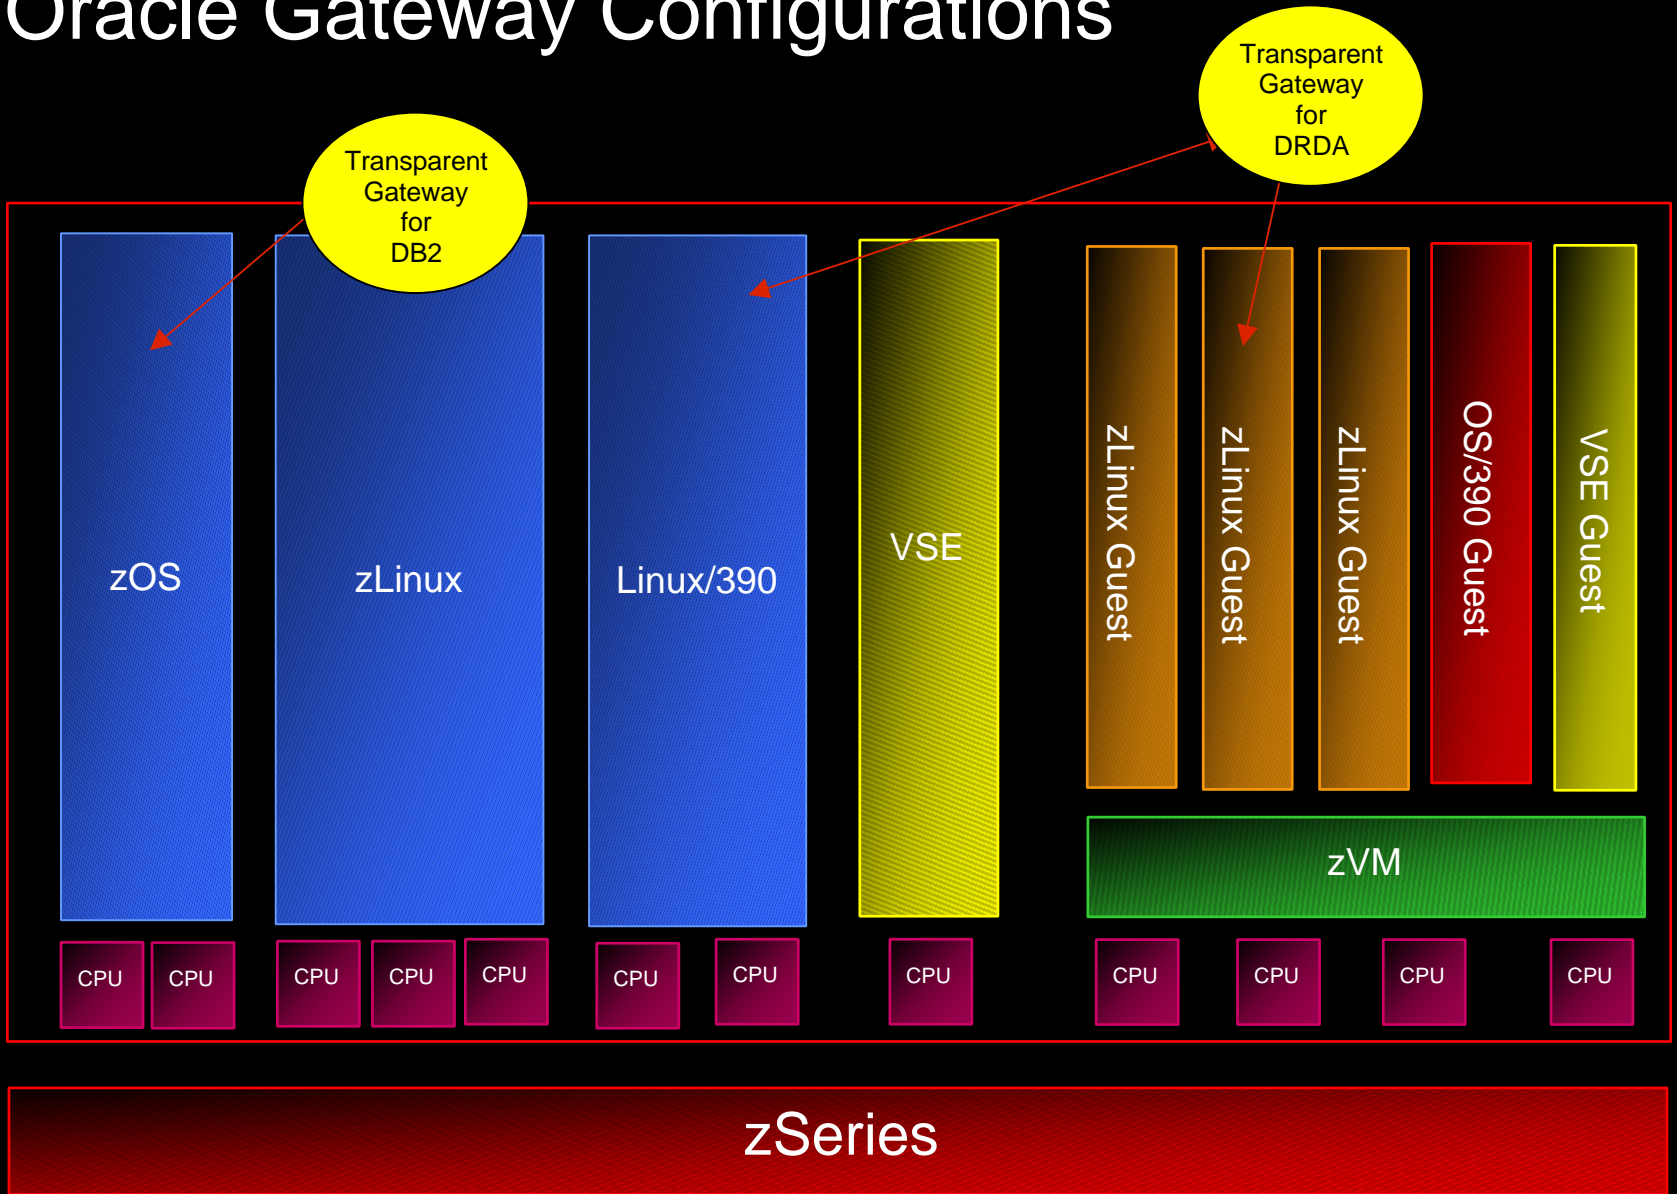 Oracle Gateway Configurations
Transparent
Gateway
for
DRDA
Transparent
Gateway
for
DB2
zOS
zLinux
Linux/390
VSE
zLinux Guest
zLinux Guest
zLinux Guest
OS/390 Guest
VSE Guest
zVM
CPU
CPU
CPU
CPU
CPU
CPU
CPU
CPU
CPU
CPU
CPU
CPU
zSeries